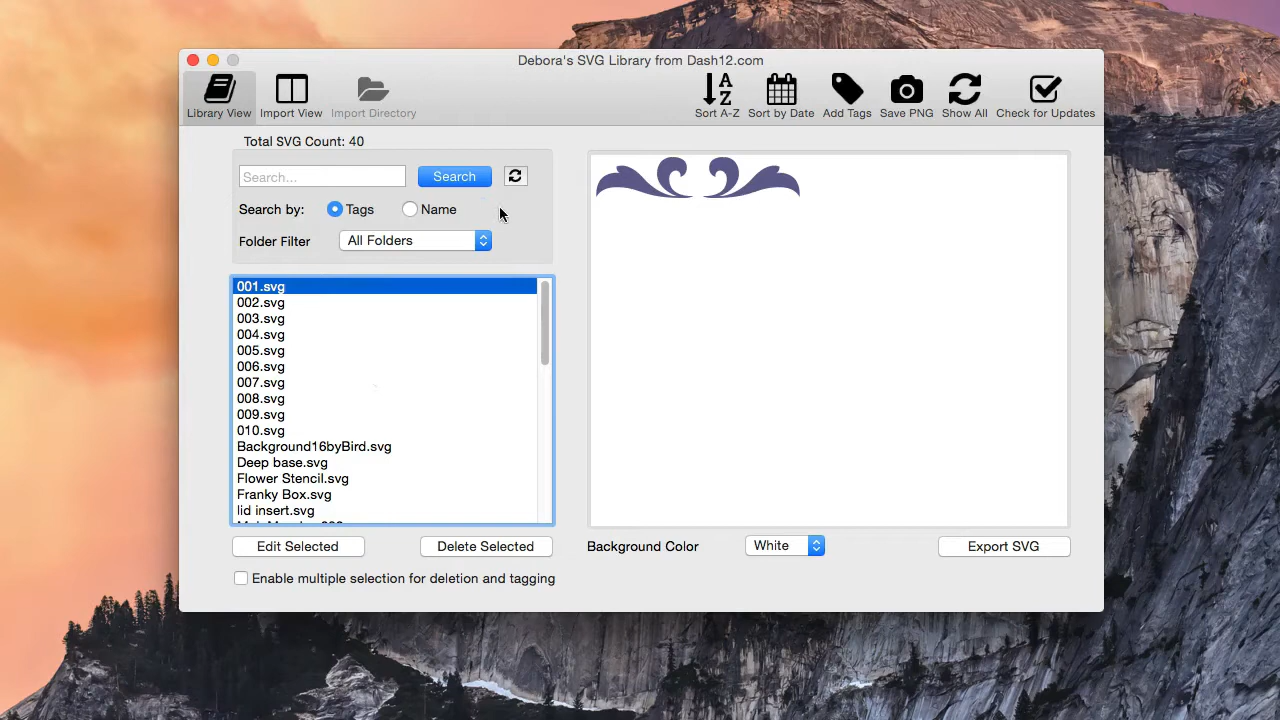 Debora's SVG Library from Dash12.com
Library View
Import View
Import Directory
Sort A-Z
Sort by Date
Add Tags
Save PNG
Show All
Check for Updates
Total SVG Count: 40
Search...
Search
Search by:
Tags
Name
Folder Filter
All Folders
001.svg
002.svg
003.svg
004.svg
005.svg
006.svg
007.svg
008.svg
009.svg
010.svg
Background16byBird.svg
Deep base.svg
Flower Stencil.svg
Franky Box.svg
lid insert.svg
Edit Selected
Delete Selected
Background Color
White
Export SVG
Enable multiple selection for deletion and tagging